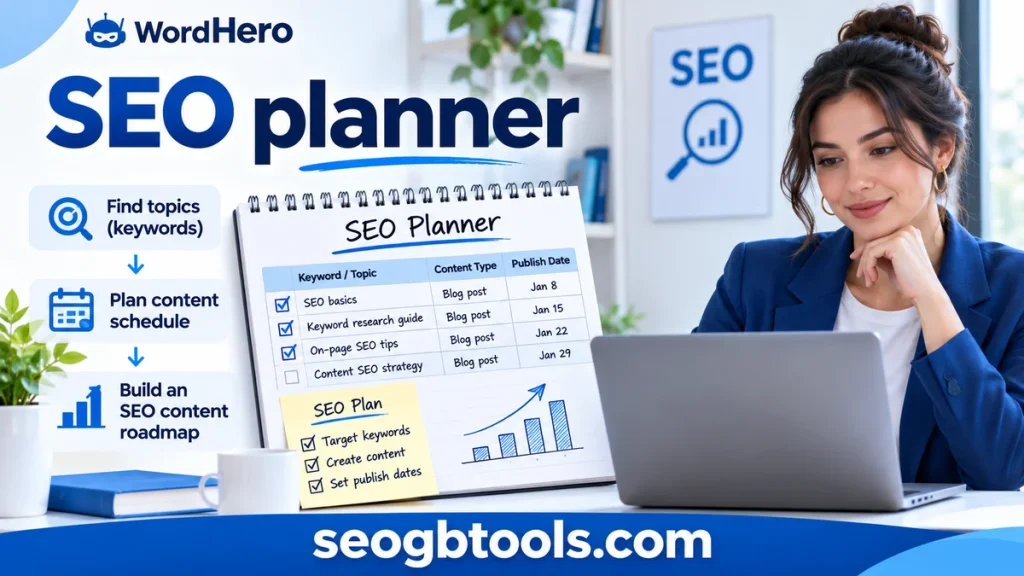 WordHero
SEO planner
Find topics
(keywords)
Plan content
schedule
Build an
SEO content
roadmap
SEO Planner
Keyword / Topic Content Type Publish Date
SEO basics Blog post Jan 8
Keyword research guide Blog post Jan 15
On-page SEO tips Blog post Jan 22
Content SEO strategy Blog post Jan 29
SEO Plan
Target keywords
Create content
Set publish dates
SEO
seogbtools.com